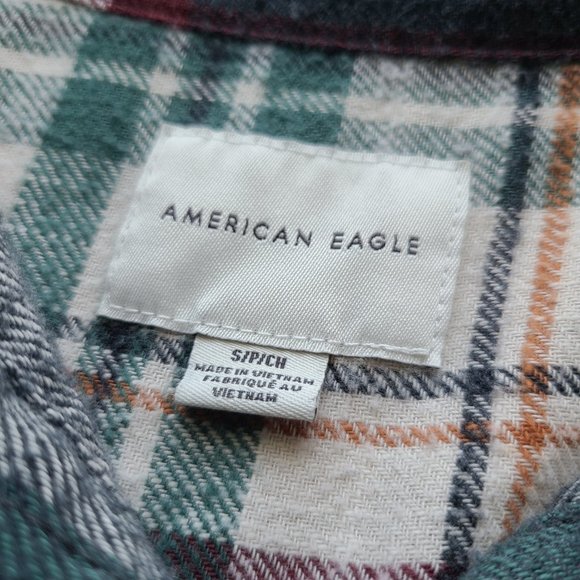 AMERICAN EAGLE
S/P/CH
MADE IN VIETNAM
FABRIQUÉ AU
VIETNAM